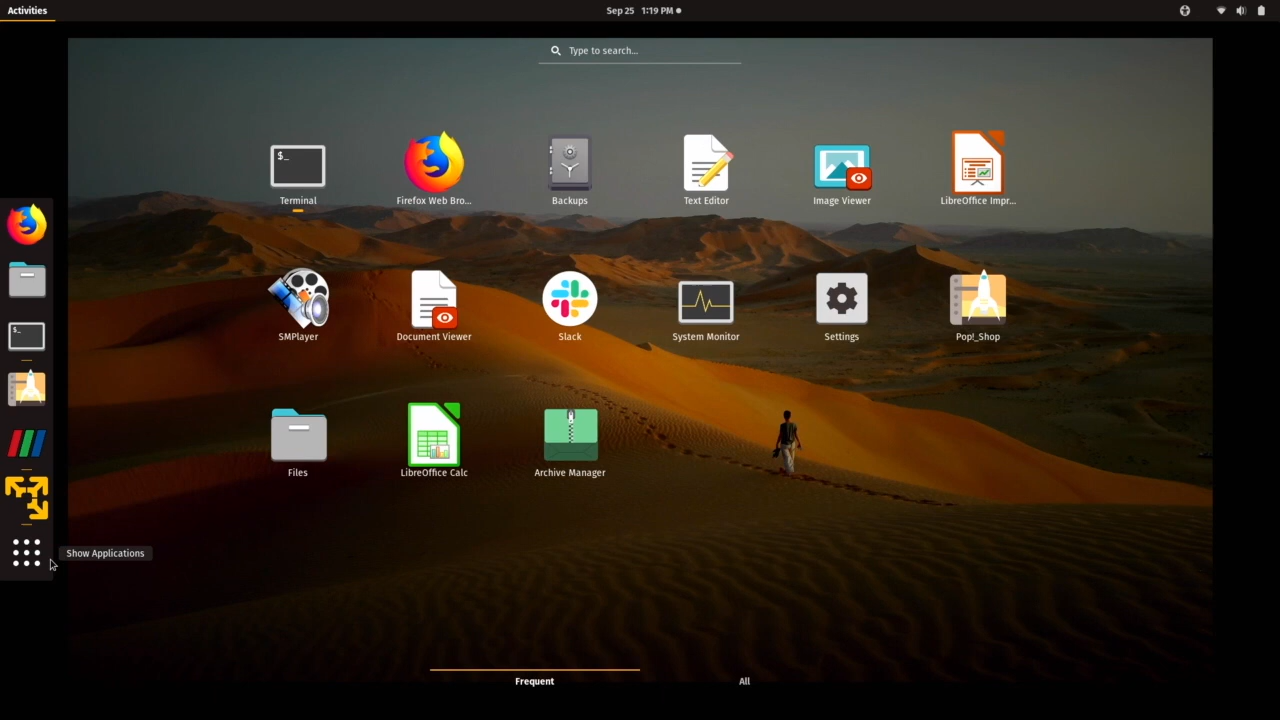 Activities
Sep 25 1:19 PM
Type to search...
$_
Terminal
Firefox Web Bro...
Backups
Text Editor
Image Viewer
LibreOffice Impr...
SMPlayer
Document Viewer
Slack
System Monitor
Settings
Pop!_Shop
$_
Files
LibreOffice Calc
Archive Manager
Show Applications
Frequent
All